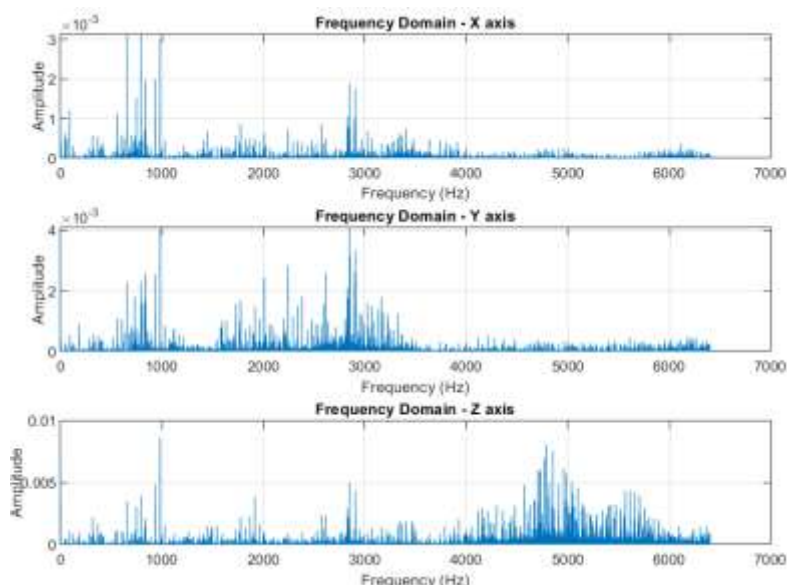 Frequency Domain - X axis
×10⁻³
3
2
1
0
Amplitude
0 1000 2000 3000 4000 5000 6000 7000
Frequency (Hz)
Frequency Domain - Y axis
×10⁻³
4
2
0
Amplitude
0 1000 2000 3000 4000 5000 6000 7000
Frequency (Hz)
Frequency Domain - Z axis
0.01
0.005
0
Amplitude
0 1000 2000 3000 4000 5000 6000 7000
Frequency (Hz)